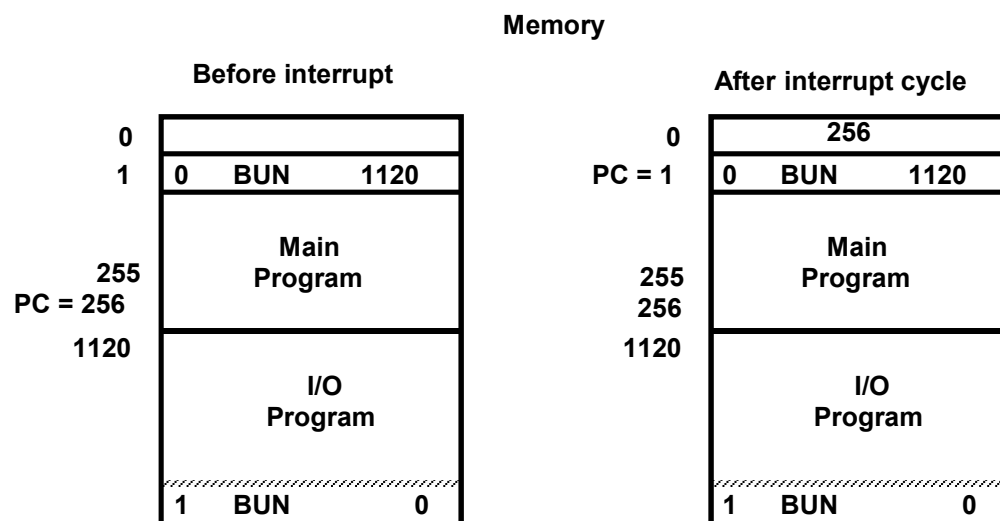 Memory
Before interrupt
0
1 0 BUN 1120
Main
Program
255
PC = 256
1120
I/O
Program
1 BUN 0
After interrupt cycle
0 256
PC = 1 0 BUN 1120
Main
Program
255
256
1120
I/O
Program
1 BUN 0